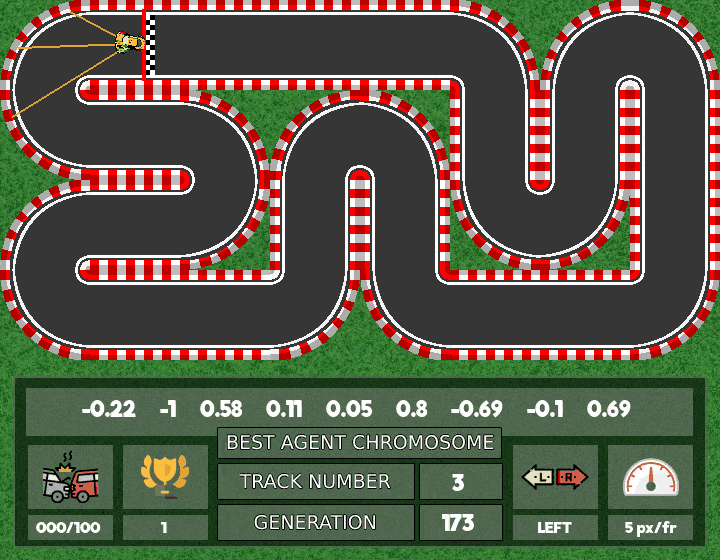 -0.22 -1 0.58 0.11 0.05 0.8 -0.69 -0.1 0.69
BEST AGENT CHROMOSOME
TRACK NUMBER 3
L R
000/100 1 GENERATION 173 LEFT 5 px/fr